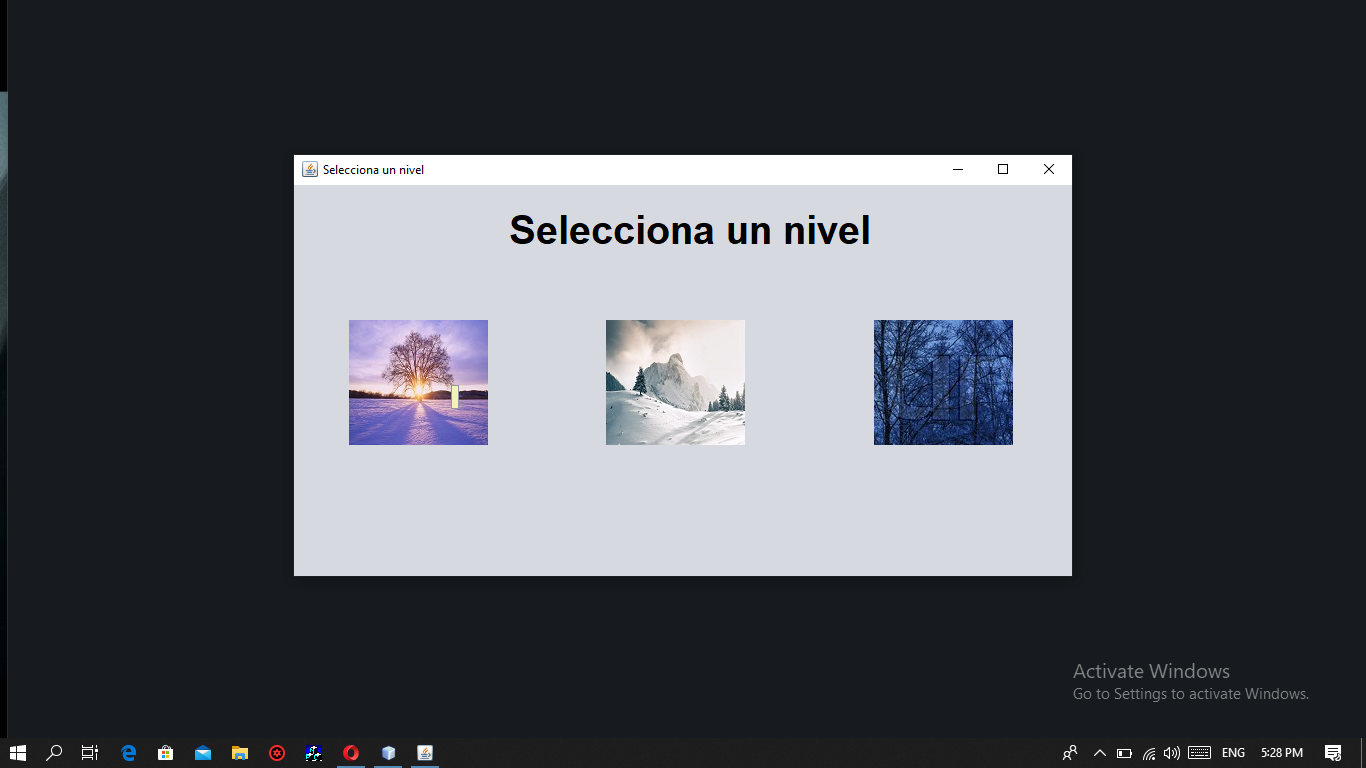 Selecciona un nivel
Selecciona un nivel
Activate Windows
Go to Settings to activate Windows.
ENG
5:28 PM